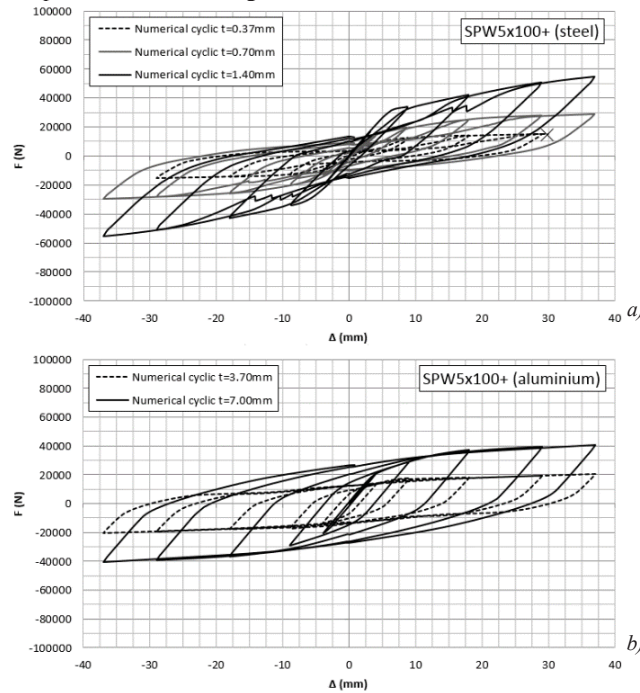 SPW5x100+ (steel)
Numerical cyclic t=0.37mm
Numerical cyclic t=0.70mm
Numerical cyclic t=1.40mm
100000
80000
60000
40000
20000
0
-20000
-40000
-60000
-80000
-100000
F (N)
-40 -30 -20 -10 0 10 20 30 40
Δ (mm)
a)
SPW5x100+ (aluminium)
Numerical cyclic t=3.70mm
Numerical cyclic t=7.00mm
100000
80000
60000
40000
20000
0
-20000
-40000
-60000
-80000
-100000
F (N)
-40 -30 -20 -10 0 10 20 30 40
Δ (mm)
b)